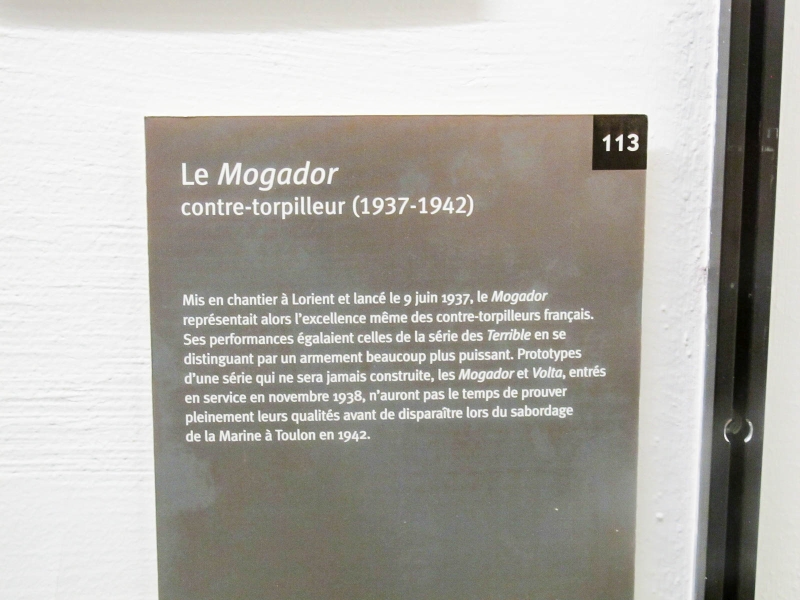 113
Le Mogador
contre-torpilleur (1937-1942)
Mis en chantier à Lorient et lancé le 9 juin 1937, le Mogador
représentait alors l'excellence même des contre-torpilleurs français.
Ses performances égalaient celles de la série des Terrible en se
distinguant par un armement beaucoup plus puissant. Prototypes
d'une série qui ne sera jamais construite, les Mogador et Volta, entrés
en service en novembre 1938, n'auront pas le temps de prouver
pleinement leurs qualités avant de disparaître lors du sabordage
de la Marine à Toulon en 1942.